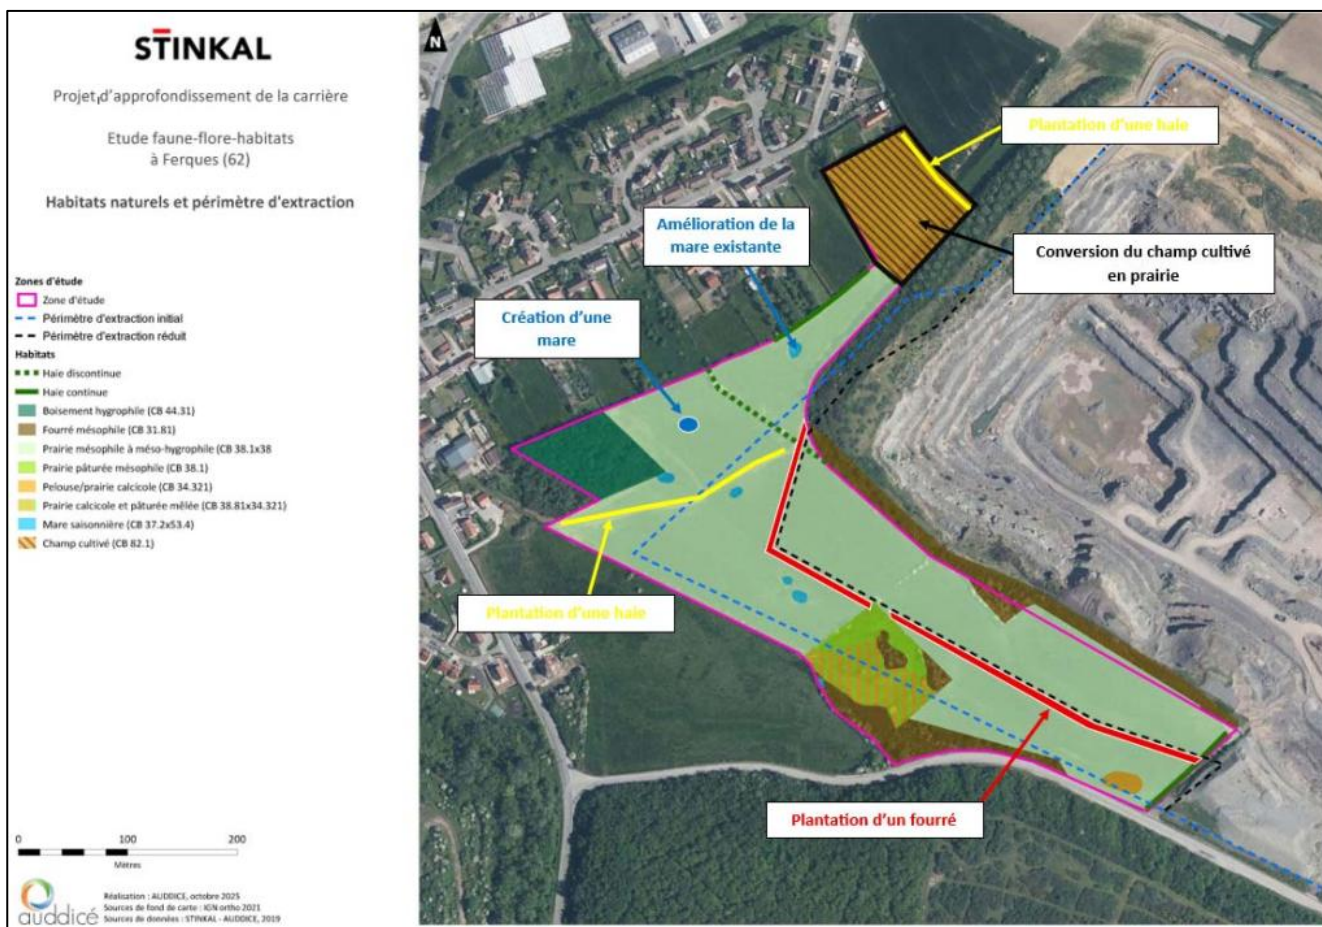 STINKAL
Projet d'approfondissement de la carrière
Etude faune-flore-habitats
à Ferques (62)
Habitats naturels et périmètre d'extraction
Zones d'étude
Zone d'étude
Périmètre d'extraction initial
Périmètre d'extraction réduit
Habitats
Haie discontinue
Haie continue
Boisement hygrophile (CB 44.31)
Fourré mésophile (CB 31.81)
Prairie mésophile à méso-hygrophile (CB 38.1x38
Prairie pâturée mésophile (CB 38.1)
Pelouse/prairie calcicole (CB 34.321)
Prairie calcicole et pâturée mêlée (CB 38.81x34.321)
Mare saisonnière (CB 37.2x53.4)
Champ cultivé (CB 82.1)
0 100 200
Mètres
auddicé
Réalisation : AUDDICE, octobre 2025
Sources de fond de carte : IGN ortho 2021
Sources de données : STINKAL - AUDDICE, 2019
N
Plantation d'une haie
Amélioration de la
mare existante
Conversion du champ cultivé
en prairie
Création d'une
mare
Plantation d'une haie
Plantation d'un fourré